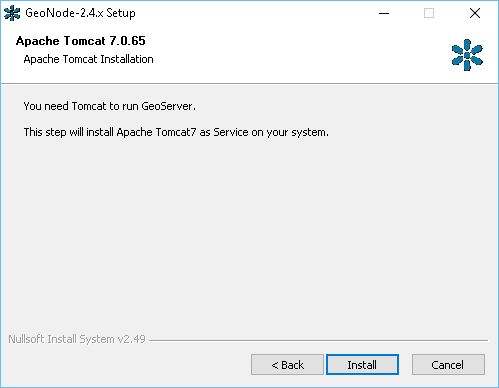 GeoNode-2.4.x Setup
Apache Tomcat 7.0.65
Apache Tomcat Installation
You need Tomcat to run GeoServer.
This step will install Apache Tomcat7 as Service on your system.
Nullsoft Install System v2.49
< Back
Install
Cancel